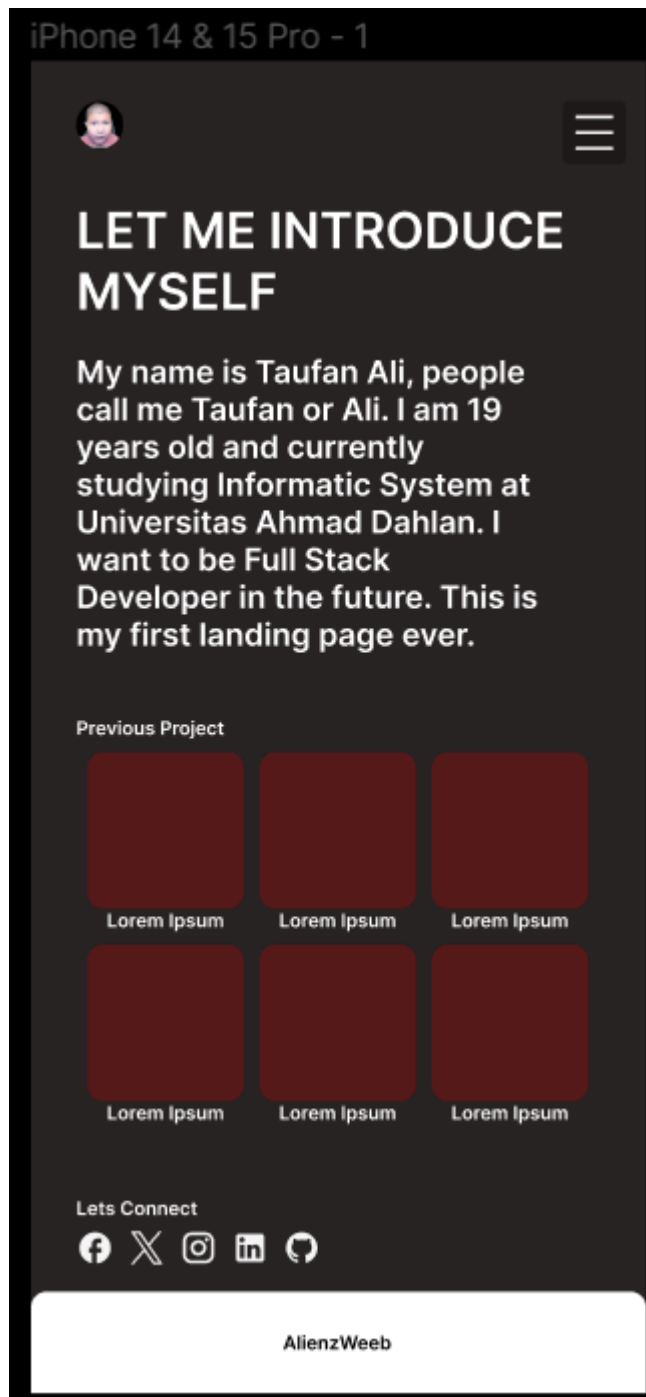 iPhone 14 & 15 Pro - 1
LET ME INTRODUCE
MYSELF
My name is Taufan Ali, people
call me Taufan or Ali. I am 19
years old and currently
studying Informatic System at
Universitas Ahmad Dahlan. I
want to be Full Stack
Developer in the future. This is
my first landing page ever.
Previous Project
Lorem Ipsum Lorem Ipsum Lorem Ipsum
Lorem Ipsum Lorem Ipsum Lorem Ipsum
Lets Connect
AlienzWeeb